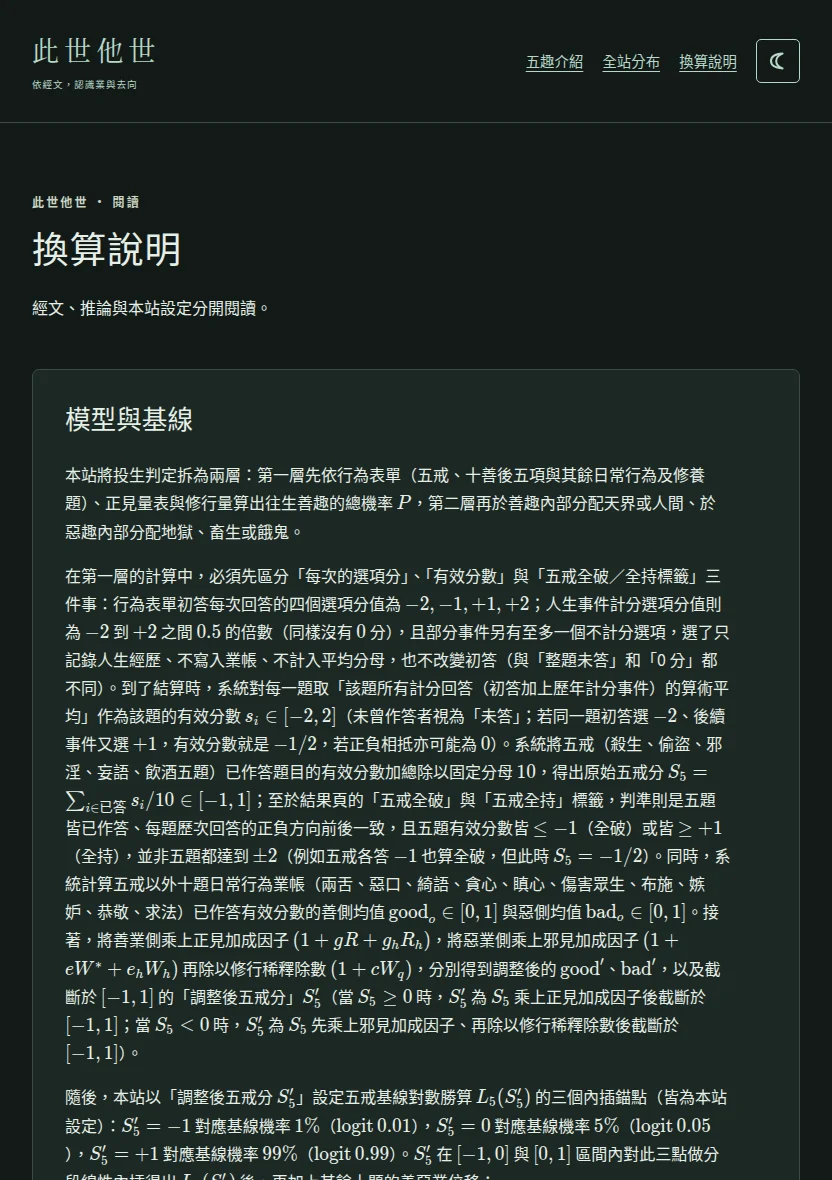 此世他世
依經文，認識業與去向
五趣介紹 全站分布 換算說明
此世他世 · 閱讀
換算說明
經文、推論與本站設定分開閱讀。
模型與基線
本站將投生判定拆為兩層：第一層先依行為表單（五戒、十善後五項與其餘日常行為及修養
題）、正見量表與修行量算出往生善趣的總機率 P，第二層再於善趣內部分配天界或人間、於
惡趣內部分配地獄、畜生或餓鬼。
在第一層的計算中，必須先區分「每次的選項分」、「有效分數」與「五戒全破／全持標籤」三
件事：行為表單初答每次回答的四個選項分值為 −2, −1, +1, +2；人生事件計分選項分值則
為 −2 到 +2 之間 0.5 的倍數（同樣沒有 0 分），且部分事件另有至多一個不計分選項，選了只
記錄人生經歷、不寫入業帳、不計入平均分母，也不改變初答（與「整題未答」和「0 分」都
不同）。到了結算時，系統對每一題取「該題所有計分回答（初答加上歷年計分事件）的算術平
均」作為該題的有效分數 s_i ∈ [−2, 2]（未曾作答者視為「未答」；若同一題初答選 −2、後續
事件又選 +1，有效分數就是 −1/2，若正負相抵亦可能為 0）。系統將五戒（殺生、偷盜、邪
淫、妄語、飲酒五題）已作答題目的有效分數加總除以固定分母 10，得出原始五戒分 S_5 =
∑_{i∈已答} s_i/10 ∈ [−1, 1]；至於結果頁的「五戒全破」與「五戒全持」標籤，判準則是五題
皆已作答、每題歷次回答的正負方向前後一致，且五題有效分數皆 ≤ −1（全破）或皆 ≥ +1
（全持），並非五題都達到 ±2（例如五戒各答 −1 也算全破，但此時 S_5 = −1/2）。同時，系
統計算五戒以外十題日常行為業帳（兩舌、惡口、綺語、貪心、瞋心、傷害眾生、布施、嫉
妒、恭敬、求法）已作答有效分數的善側均值 good_o ∈ [0, 1] 與惡側均值 bad_o ∈ [0, 1]。接
著，將善業側乘上正見加成因子 (1 + gR + g_hR_h)，將惡業側乘上邪見加成因子 (1 +
eW* + e_hW_h) 再除以修行稀釋除數 (1 + cW_q)，分別得到調整後的 good′、bad′，以及截
斷於 [−1, 1] 的「調整後五戒分」S′_5（當 S_5 ≥ 0 時，S′_5 為 S_5 乘上正見加成因子後截斷於
[−1, 1]；當 S_5 < 0 時，S′_5 為 S_5 先乘上邪見加成因子、再除以修行稀釋除數後截斷於
[−1, 1]）。
隨後，本站以「調整後五戒分 S′_5」設定五戒基線對數勝算 L_5(S′_5) 的三個內插錨點（皆為本站
設定）：S′_5 = −1 對應基線機率 1%（logit 0.01），S′_5 = 0 對應基線機率 5%（logit 0.05
），S′_5 = +1 對應基線機率 99%（logit 0.99）。S′_5 在 [−1, 0] 與 [0, 1] 區間內對此三點做分